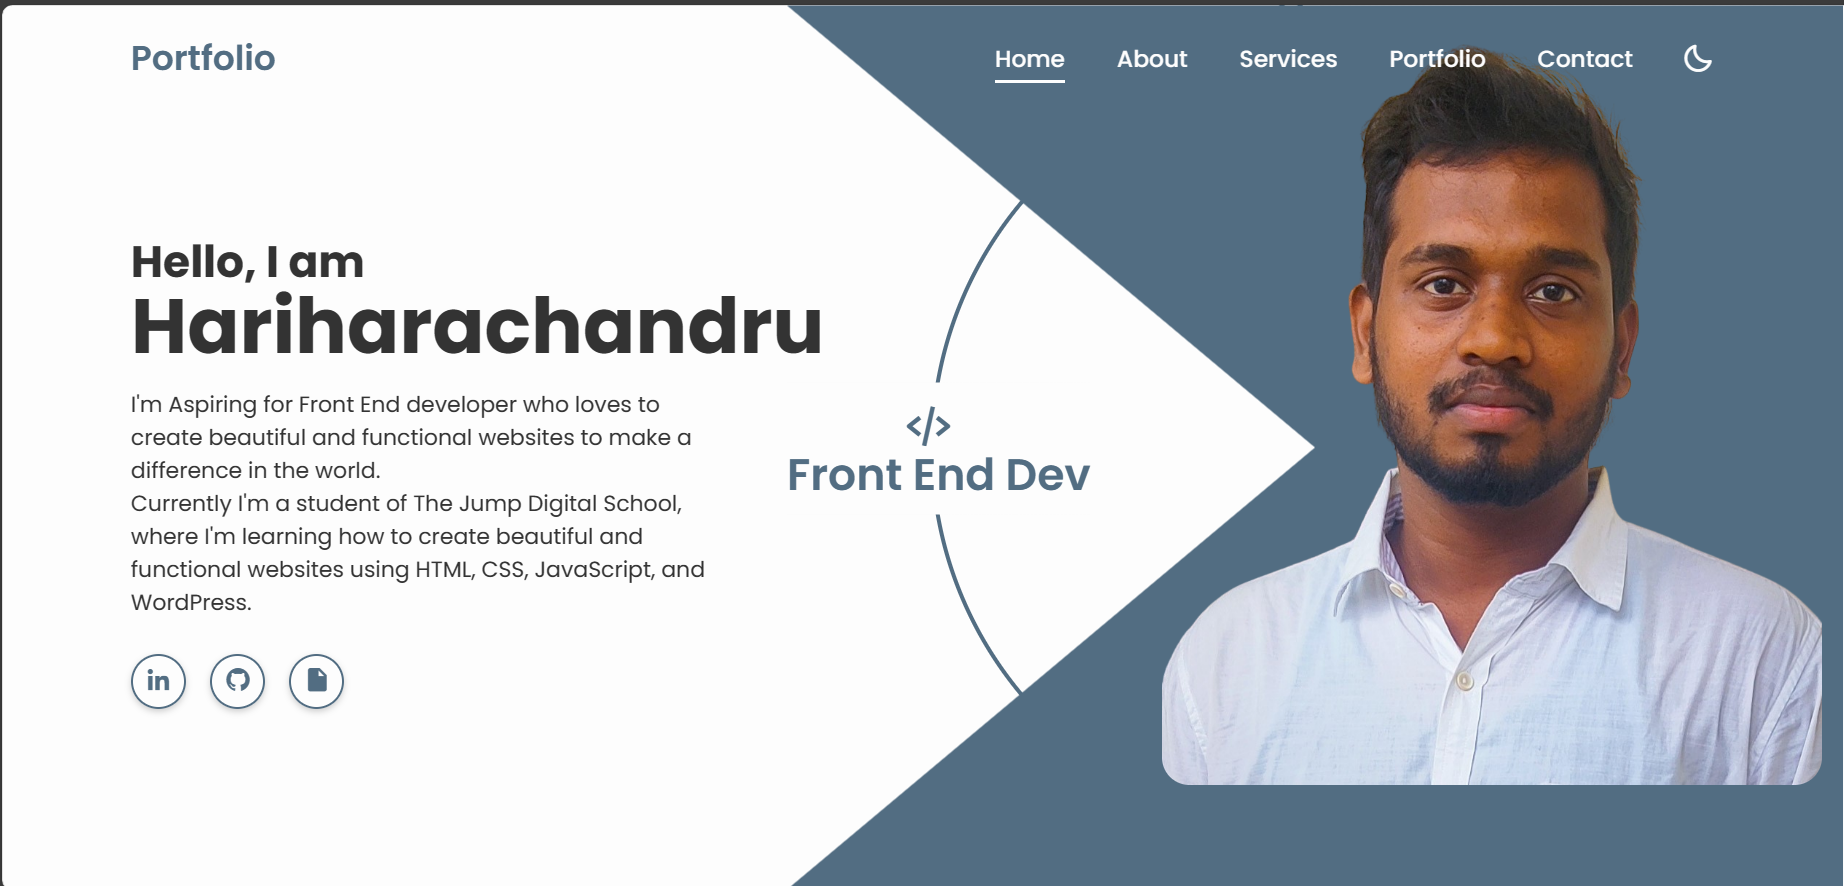 Portfolio
Home About Services Portfolio Contact
Hello, I am
Hariharachandru
I'm Aspiring for Front End developer who loves to
create beautiful and functional websites to make a
difference in the world.
Currently I'm a student of The Jump Digital School,
where I'm learning how to create beautiful and
functional websites using HTML, CSS, JavaScript, and
WordPress.
</>
Front End Dev
in